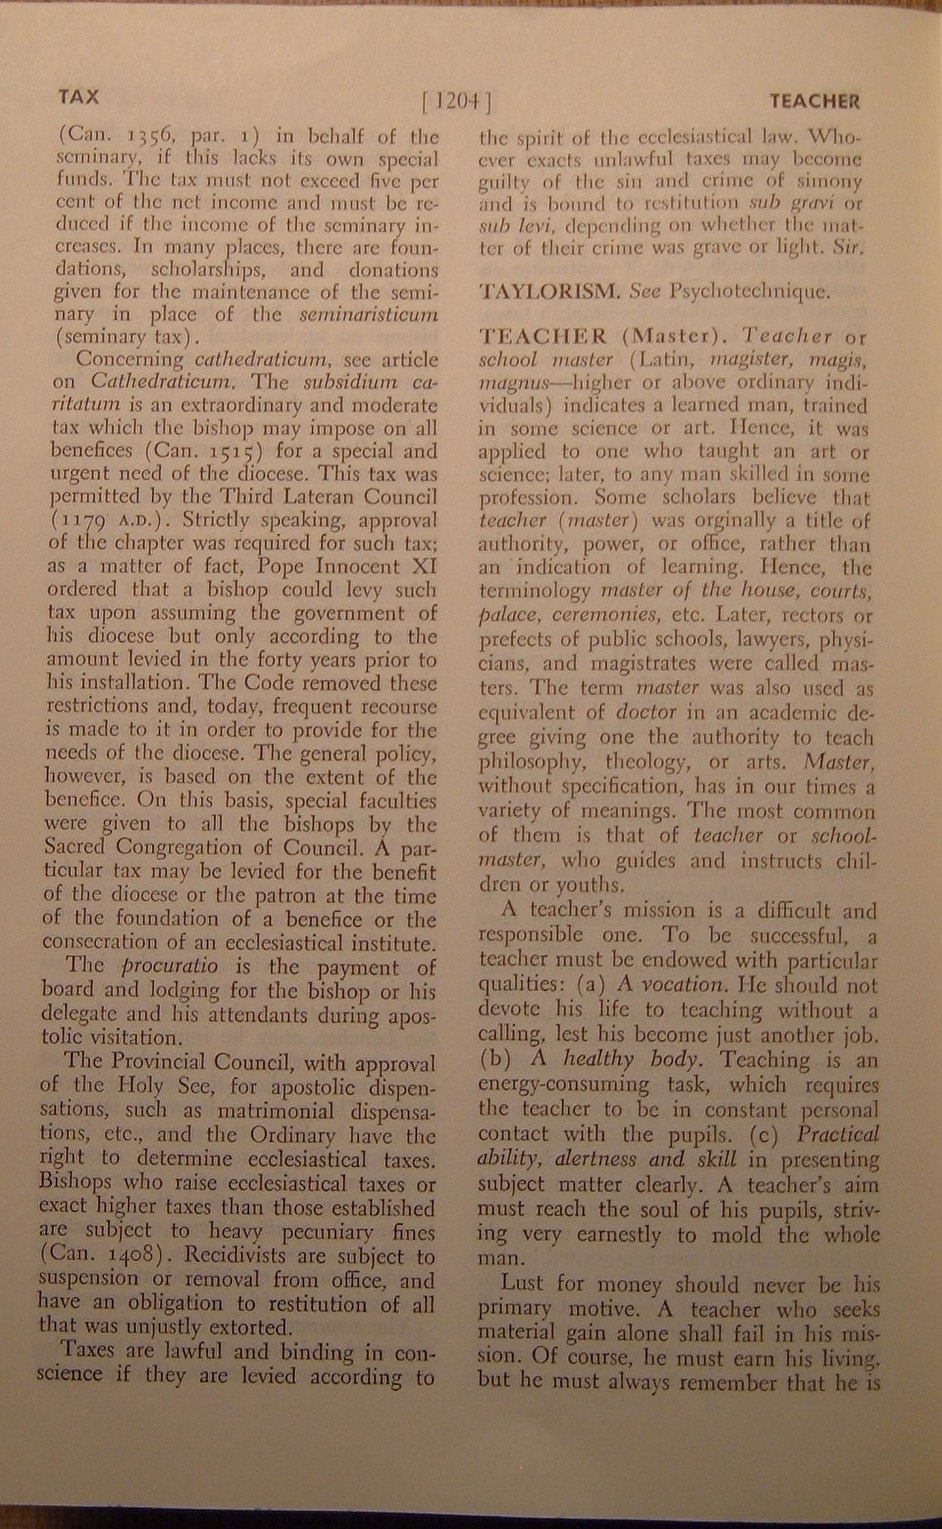 TAX
[ 1204 ]
TEACHER
(Can. 1356, par. 1) in behalf of the
seminary, if this lacks its own special
funds. The tax must not exceed five per
cent of the net income and must be re-
duced if the income of the seminary in-
creases. In many places, there are foun-
dations, scholarships, and donations
given for the maintenance of the semi-
nary in place of the seminaristicum
(seminary tax).
Concerning cathedraticum, see article
on Cathedraticum. The subsidium ca-
ritatum is an extraordinary and moderate
tax which the bishop may impose on all
benefices (Can. 1515) for a special and
urgent need of the diocese. This tax was
permitted by the Third Lateran Council
(1179 A.D.). Strictly speaking, approval
of the chapter was required for such tax;
as a matter of fact, Pope Innocent XI
ordered that a bishop could levy such
tax upon assuming the government of
his diocese but only according to the
amount levied in the forty years prior to
his installation. The Code removed these
restrictions and, today, frequent recourse
is made to it in order to provide for the
needs of the diocese. The general policy,
however, is based on the extent of the
benefice. On this basis, special faculties
were given to all the bishops by the
Sacred Congregation of Council. A par-
ticular tax may be levied for the benefit
of the diocese or the patron at the time
of the foundation of a benefice or the
consecration of an ecclesiastical institute.
The procuratio is the payment of
board and lodging for the bishop or his
delegate and his attendants during apos-
tolic visitation.
The Provincial Council, with approval
of the Holy See, for apostolic dispen-
sations, such as matrimonial dispensa-
tions, etc., and the Ordinary have the
right to determine ecclesiastical taxes.
Bishops who raise ecclesiastical taxes or
exact higher taxes than those established
are subject to heavy pecuniary fines
(Can. 1408). Recidivists are subject to
suspension or removal from office, and
have an obligation to restitution of all
that was unjustly extorted.
Taxes are lawful and binding in con-
science if they are levied according to
the spirit of the ecclesiastical law. Who-
ever exacts unlawful taxes may become
guilty of the sin and crime of simony
and is bound to restitution sub gravi or
sub levi, depending on whether the mat-
ter of their crime was grave or light. Sir.
TAYLORISM. See Psychotechnique.
TEACHER (Master). Teacher or
school master (Latin, magister, magis,
magnus—higher or above ordinary indi-
viduals) indicates a learned man, trained
in some science or art. Hence, it was
applied to one who taught an art or
science; later, to any man skilled in some
profession. Some scholars believe that
teacher (master) was orginally a title of
authority, power, or office, rather than
an indication of learning. Hence, the
terminology master of the house, courts,
palace, ceremonies, etc. Later, rectors or
prefects of public schools, lawyers, physi-
cians, and magistrates were called mas-
ters. The term master was also used as
equivalent of doctor in an academic de-
gree giving one the authority to teach
philosophy, theology, or arts. Master,
without specification, has in our times a
variety of meanings. The most common
of them is that of teacher or school-
master, who guides and instructs chil-
dren or youths.
A teacher's mission is a difficult and
responsible one. To be successful, a
teacher must be endowed with particular
qualities: (a) A vocation. He should not
devote his life to teaching without a
calling, lest his become just another job.
(b) A healthy body. Teaching is an
energy-consuming task, which requires
the teacher to be in constant personal
contact with the pupils. (c) Practical
ability, alertness and skill in presenting
subject matter clearly. A teacher's aim
must reach the soul of his pupils, striv-
ing very earnestly to mold the whole
man.
Lust for money should never be his
primary motive. A teacher who seeks
material gain alone shall fail in his mis-
sion. Of course, he must earn his living,
but he must always remember that he is